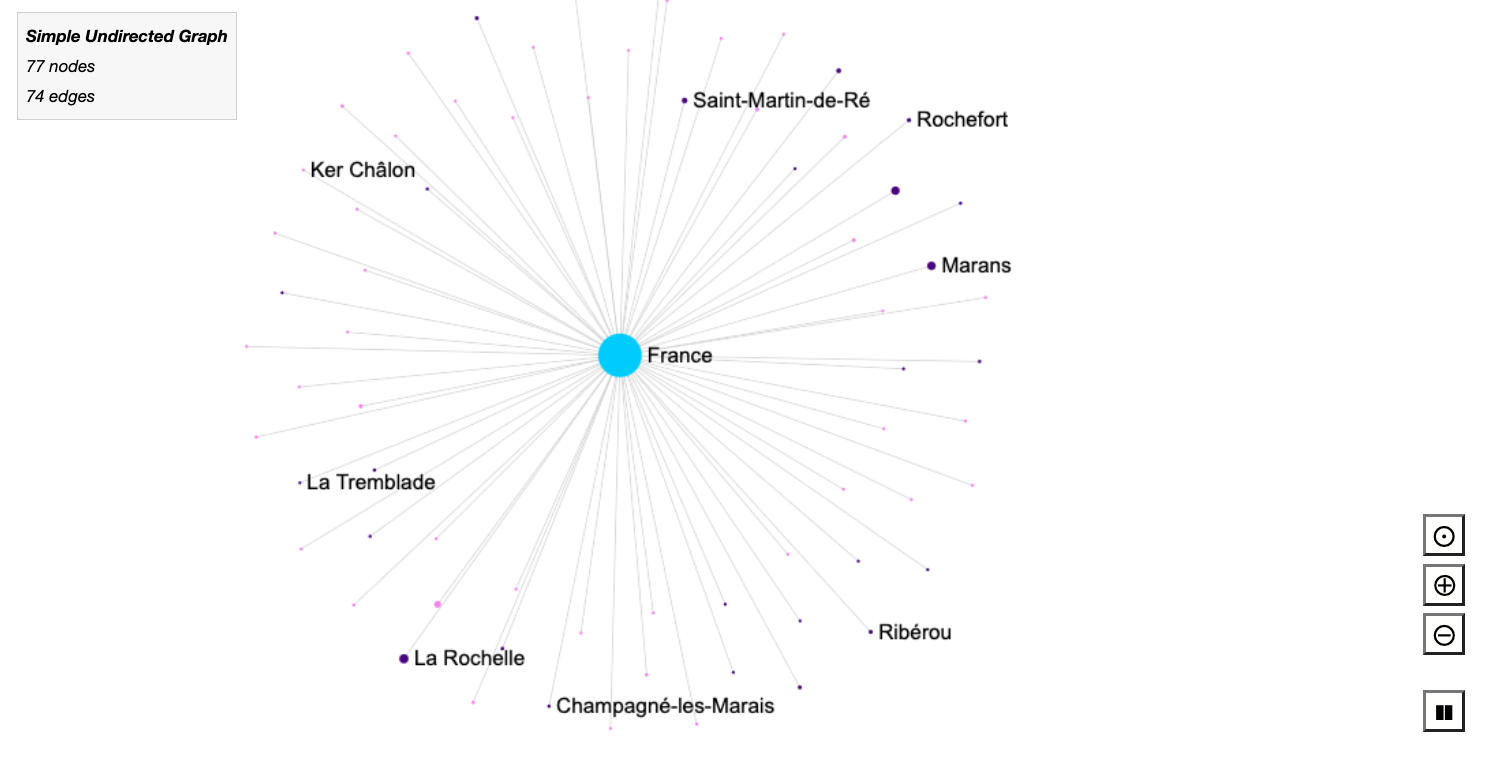 Simple Undirected Graph
77 nodes
74 edges
Saint-Martin-de-Ré
Rochefort
Ker Châlon
Marans
France
La Tremblade
Ribérou
La Rochelle
Champagné-les-Marais